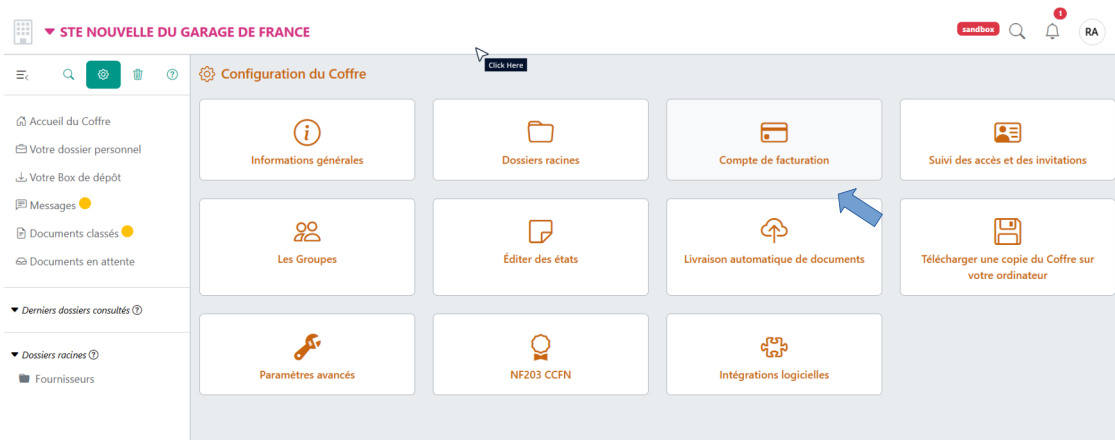 ▼ STE NOUVELLE DU GARAGE DE FRANCE
sandbox
1
RA
Click Here
Configuration du Coffre
Accueil du Coffre
Votre dossier personnel
Votre Box de dépôt
Messages
Documents classés
Documents en attente
▼ Derniers dossiers consultés
▼ Dossiers racines
Fournisseurs
Informations générales
Dossiers racines
Compte de facturation
Suivi des accès et des invitations
Les Groupes
Éditer des états
Livraison automatique de documents
Télécharger une copie du Coffre sur
votre ordinateur
Paramètres avancés
NF203 CCFN
Intégrations logicielles